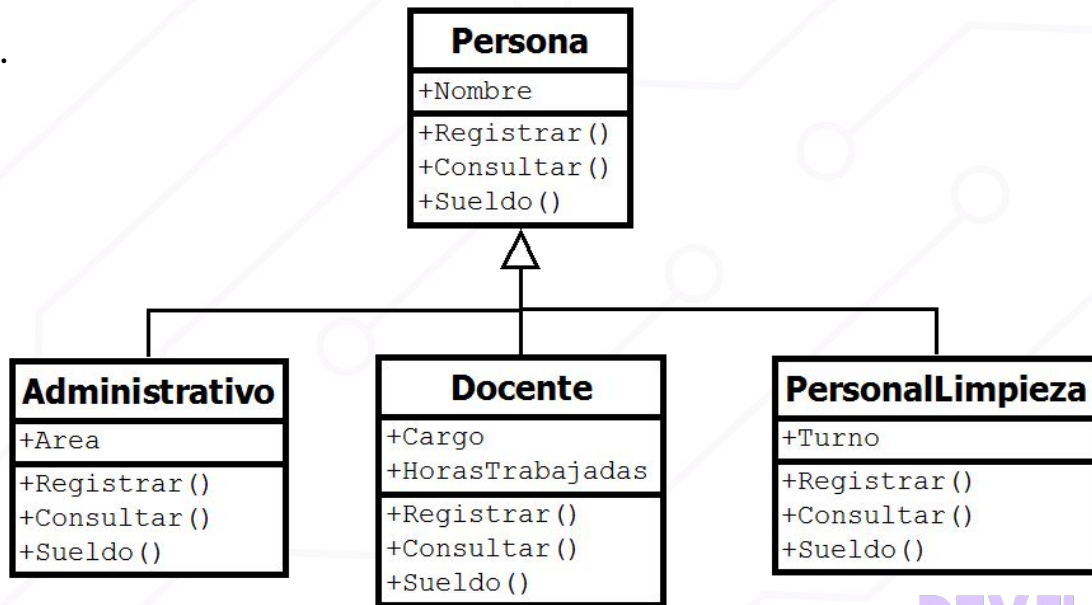 .
Persona
+Nombre
+Registrar()
+Consultar()
+Sueldo()
Administrativo
+Area
+Registrar()
+Consultar()
+Sueldo()
Docente
+Cargo
+HorasTrabajadas
+Registrar()
+Consultar()
+Sueldo()
PersonalLimpieza
+Turno
+Registrar()
+Consultar()
+Sueldo()